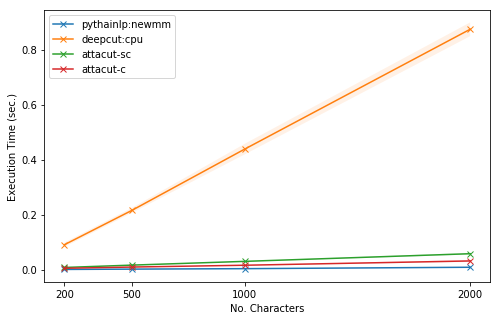 pythainlp:newmm
deepcut:cpu
attacut-sc
attacut-c
Execution Time (sec.)
0.8
0.6
0.4
0.2
0.0
200 500 1000 2000
No. Characters